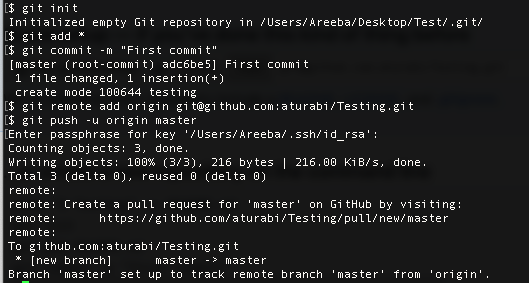 [$ git init
Initialized empty Git repository in /Users/Areeba/Desktop/Test/.git/
[$ git add *
[$ git commit -m "First commit"
[master (root-commit) adc6be5] First commit
 1 file changed, 1 insertion(+)
 create mode 100644 testing
[$ git remote add origin git@github.com:aturabi/Testing.git
[$ git push -u origin master
[Enter passphrase for key '/Users/Areeba/.ssh/id_rsa':
Counting objects: 3, done.
Writing objects: 100% (3/3), 216 bytes | 216.00 KiB/s, done.
Total 3 (delta 0), reused 0 (delta 0)
remote:
remote: Create a pull request for 'master' on GitHub by visiting:
remote:      https://github.com/aturabi/Testing/pull/new/master
remote:
To github.com:aturabi/Testing.git
 * [new branch]      master -> master
Branch 'master' set up to track remote branch 'master' from 'origin'.